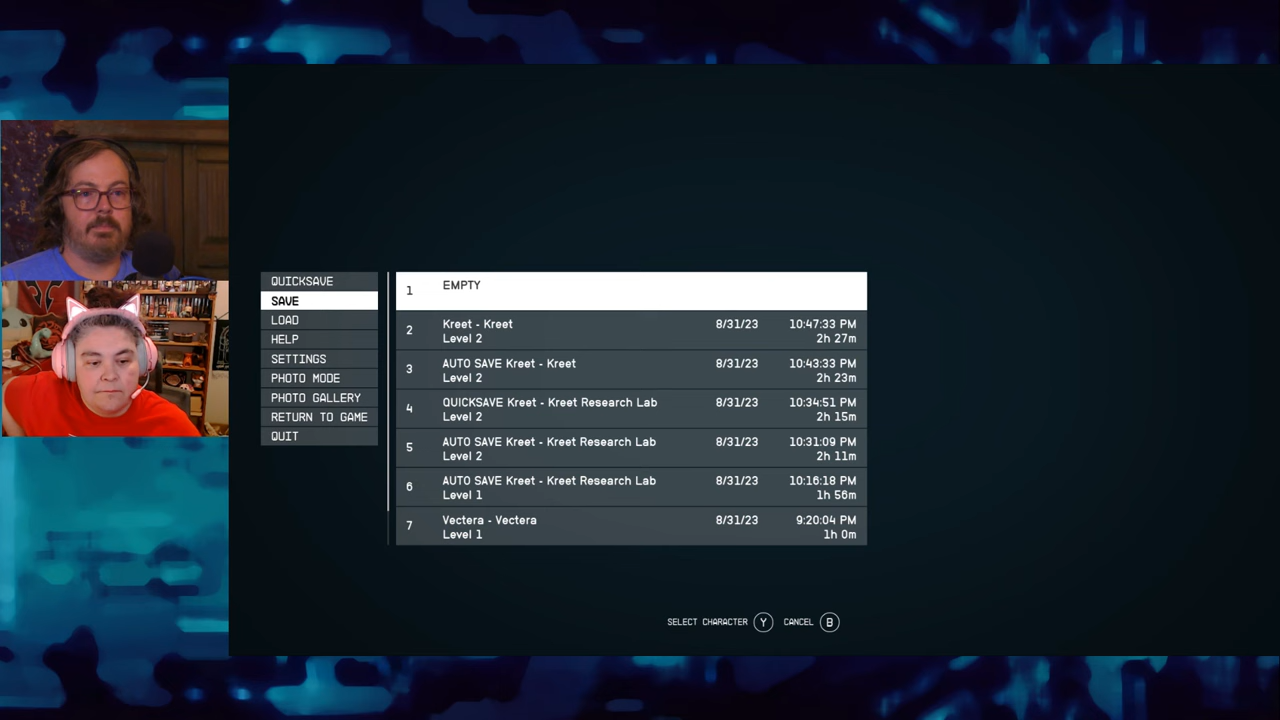 QUICKSAVE
SAVE
LOAD
HELP
SETTINGS
PHOTO MODE
PHOTO GALLERY
RETURN TO GAME
QUIT
1 EMPTY
2 Kreet - Kreet 8/31/23 10:47:33 PM
Level 2 2h 27m
3 AUTO SAVE Kreet - Kreet 8/31/23 10:43:33 PM
Level 2 2h 23m
4 QUICKSAVE Kreet - Kreet Research Lab 8/31/23 10:34:51 PM
Level 2 2h 15m
5 AUTO SAVE Kreet - Kreet Research Lab 8/31/23 10:31:09 PM
Level 2 2h 11m
6 AUTO SAVE Kreet - Kreet Research Lab 8/31/23 10:16:18 PM
Level 1 1h 56m
7 Vectera - Vectera 8/31/23 9:20:04 PM
Level 1 1h 0m
SELECT CHARACTER Y CANCEL B